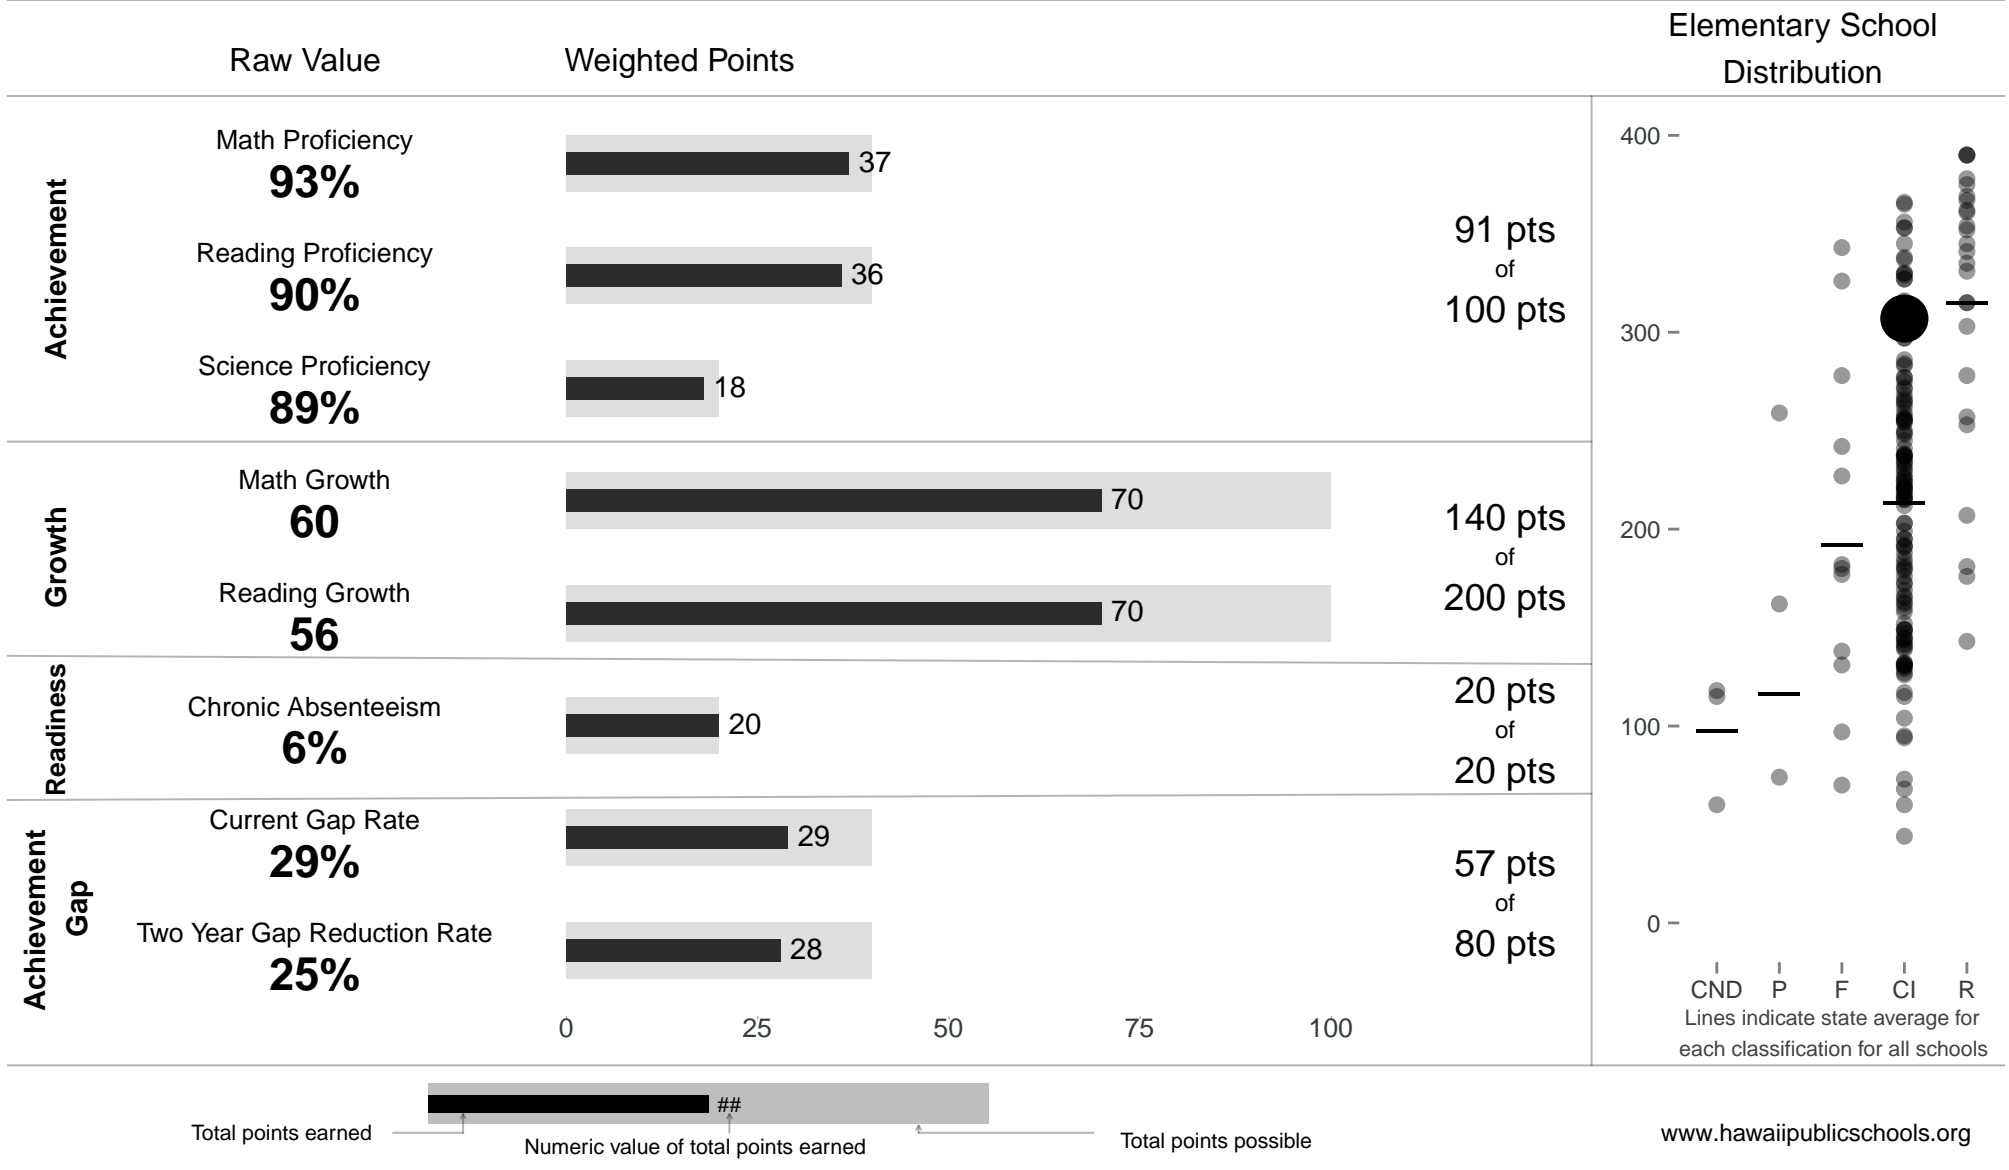 Raw Value
Weighted Points
Elementary School
Distribution
Achievement
Math Proficiency
93%
37
Reading Proficiency
90%
36
Science Proficiency
89%
18
91 pts
of
100 pts
Growth
Math Growth
60
70
Reading Growth
56
70
140 pts
of
200 pts
Readiness
Chronic Absenteeism
6%
20
20 pts
of
20 pts
Achievement
Gap
Current Gap Rate
29%
29
Two Year Gap Reduction Rate
25%
28
57 pts
of
80 pts
0 25 50 75 100
400
300
200
100
0
CND P F CI R
Lines indicate state average for
each classification for all schools
##
Total points earned
Numeric value of total points earned
Total points possible
www.hawaiipublicschools.org